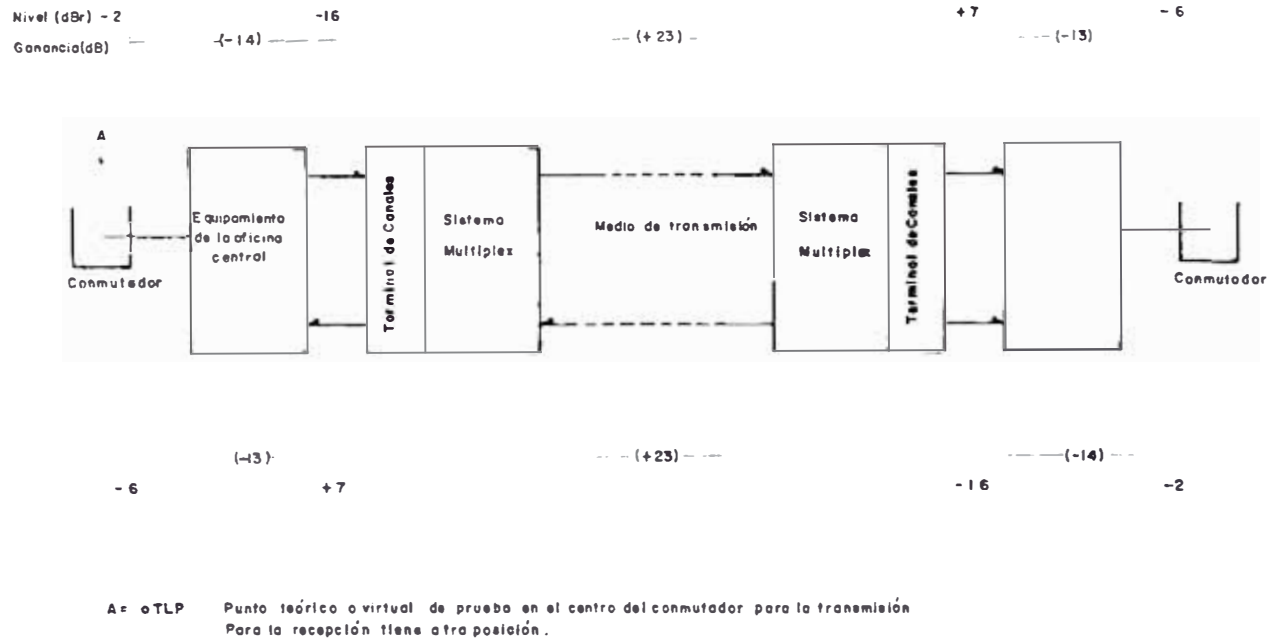 Nivel (dBr) - 2 -16 +7 - 6
Ganancia(dB) (-14) (+ 23) (-13)
A
Equipamiento
de la oficina
central
Conmutador
Terminal de Canales
Sistema
Multiplex
Medio de transmisión
Sistema
Multiplex
Terminal de Canales
Conmutador
(-13) (+23) (-14)
- 6 +7 -16 -2
A= oTLP Punto teórico o virtual de prueba en el centro del conmutador para la transmisión
Para la recepción tiene otra posición.